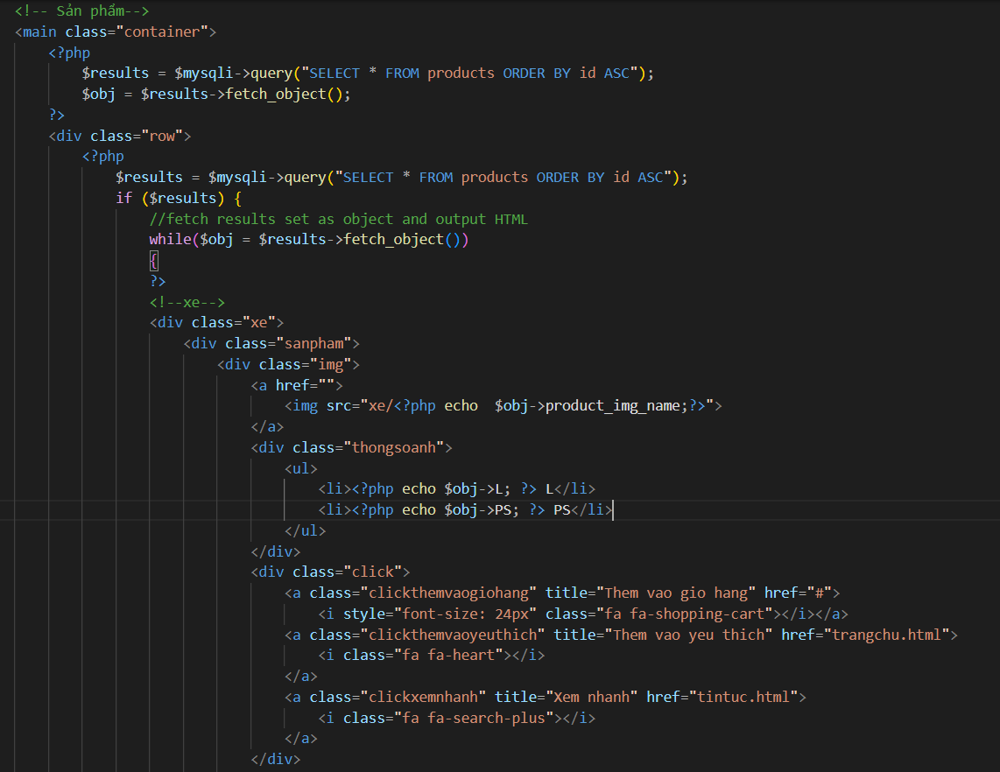 <!-- Sản phẩm-->
<main class="container">
<?php
$results = $mysqli->query("SELECT * FROM products ORDER BY id ASC");
$obj = $results->fetch_object();
?>
<div class="row">
<?php
$results = $mysqli->query("SELECT * FROM products ORDER BY id ASC");
if ($results) {
//fetch results set as object and output HTML
while($obj = $results->fetch_object())
{
?>
<!--xe-->
<div class="xe">
<div class="sanpham">
<div class="img">
<a href="">
<img src="xe/<?php echo  $obj->product_img_name;?>">
</a>
<div class="thongsoanh">
<ul>
<li><?php echo $obj->L; ?> L</li>
<li><?php echo $obj->PS; ?> PS</li>
</ul>
</div>
<div class="click">
<a class="clickthemvaogiohang" title="Them vao gio hang" href="#">
<i style="font-size: 24px" class="fa fa-shopping-cart"></i></a>
<a class="clickthemvaoyeuthich" title="Them vao yeu thich" href="trangchu.html">
<i class="fa fa-heart"></i>
</a>
<a class="clickxemnhanh" title="Xem nhanh" href="tintuc.html">
<i class="fa fa-search-plus"></i>
</a>
</div>